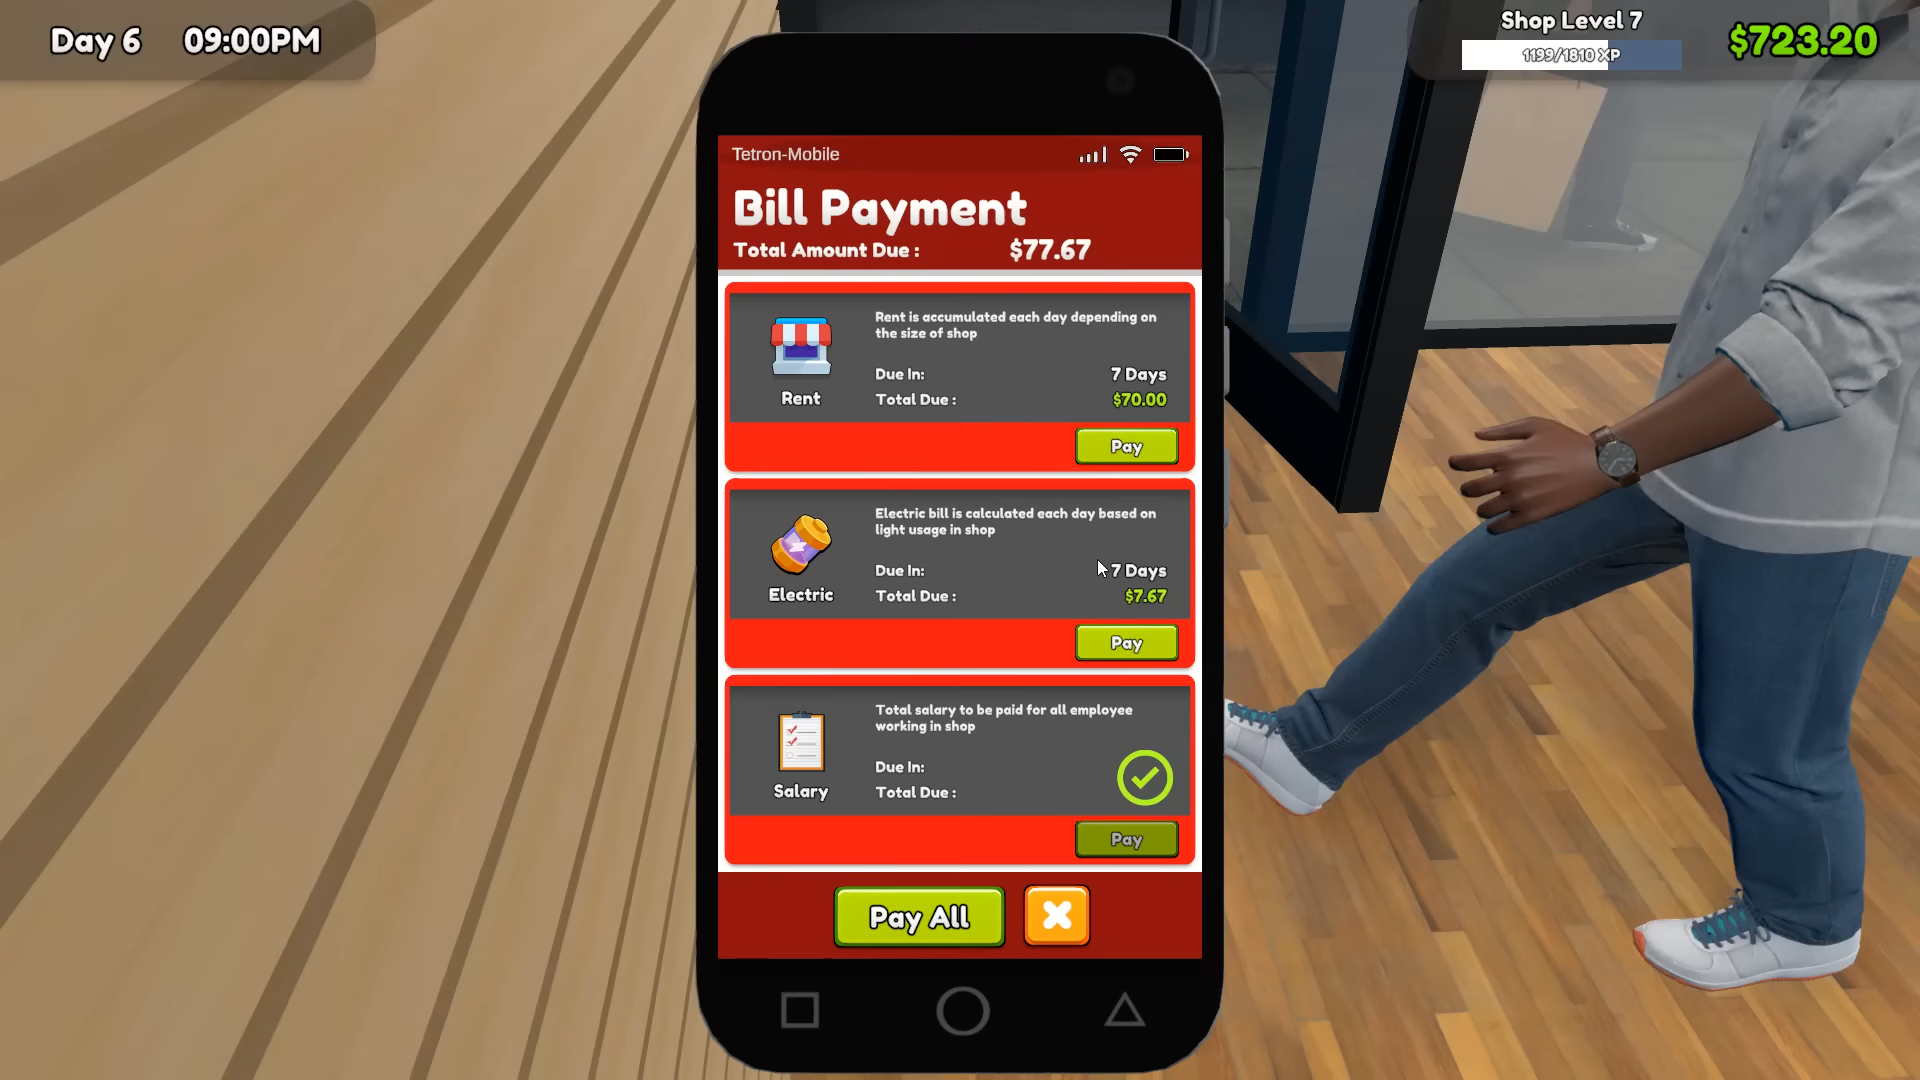 Day 6 09:00PM
Shop Level 7
1199/1810 XP
$723.20
Tetron-Mobile
Bill Payment
Total Amount Due : $77.67
Rent is accumulated each day depending on
the size of shop
Due In: 7 Days
Total Due : $70.00
Rent
Pay
Electric bill is calculated each day based on
light usage in shop
Due In: 7 Days
Total Due : $7.67
Electric
Pay
Total salary to be paid for all employee
working in shop
Due In:
Total Due :
Salary
Pay
Pay All